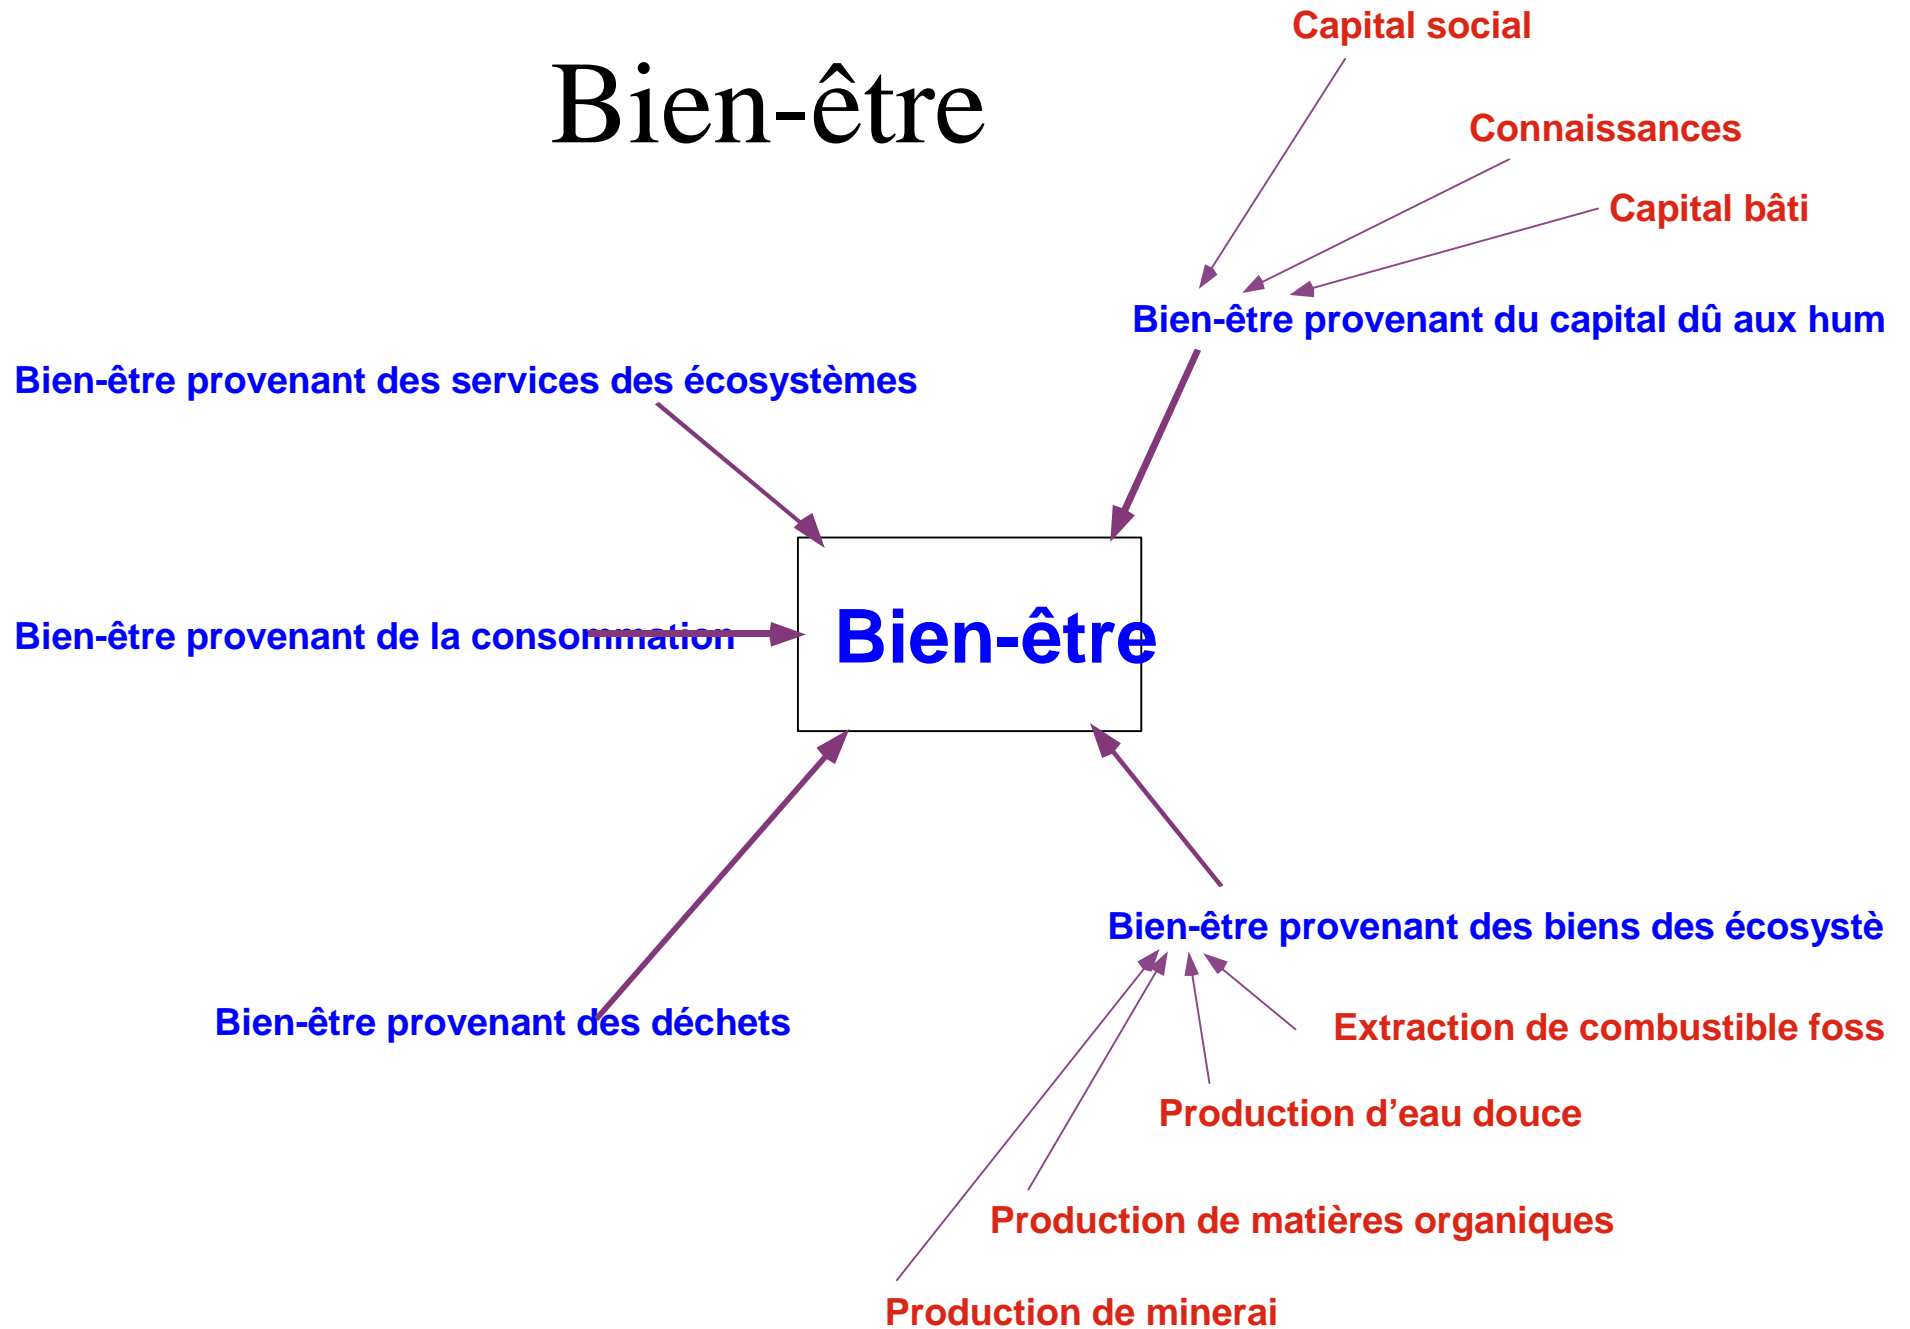 Capital social
Bien-être
Connaissances
Capital bâti
Bien-être provenant du capital dû aux hum
Bien-être provenant des services des écosystèmes
Bien-être provenant de la consommation
Bien-être
Bien-être provenant des biens des écosystè
Bien-être provenant des déchets
Extraction de combustible foss
Production d’eau douce
Production de matières organiques
Production de minerai